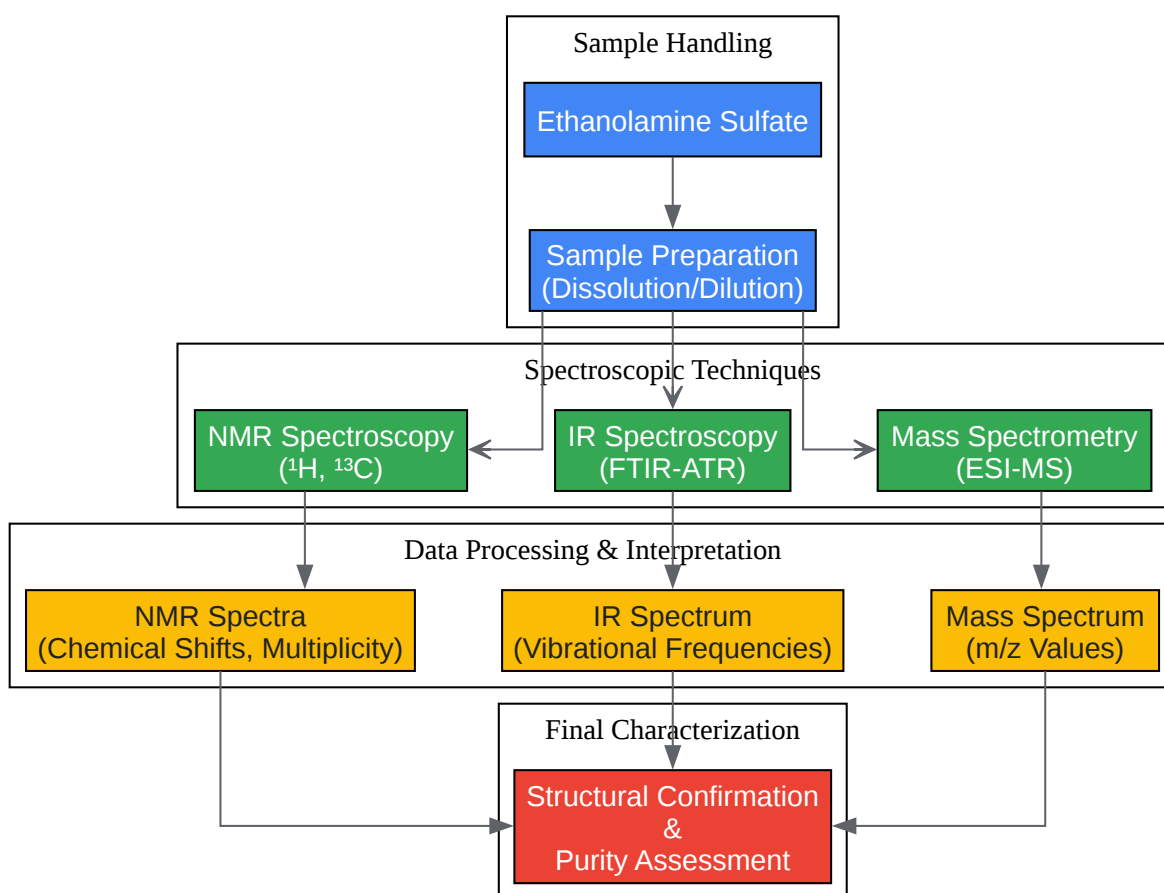 Sample Handling
Ethanolamine Sulfate
Sample Preparation
(Dissolution/Dilution)
Spectroscopic Techniques
NMR Spectroscopy
(¹H, ¹³C)
IR Spectroscopy
(FTIR-ATR)
Mass Spectrometry
(ESI-MS)
Data Processing & Interpretation
NMR Spectra
(Chemical Shifts, Multiplicity)
IR Spectrum
(Vibrational Frequencies)
Mass Spectrum
(m/z Values)
Final Characterization
Structural Confirmation
&
Purity Assessment